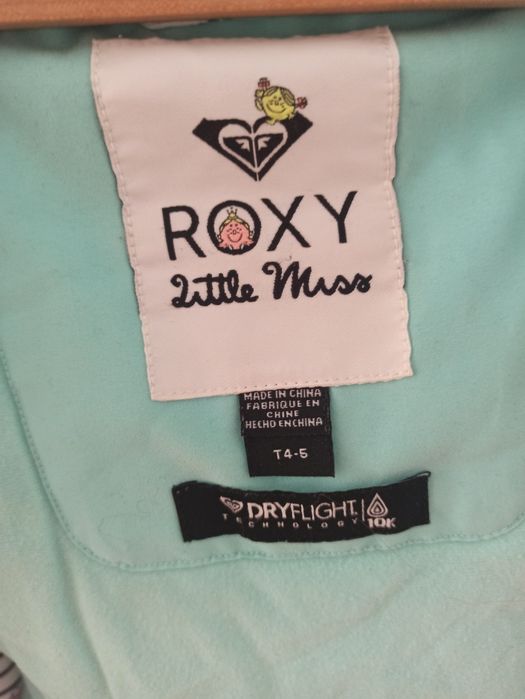 ROXY
Little Miss
MADE IN CHINA
FABRIQUE EN
CHINE
HECHO EN CHINA
T4-5
DRYFLIGHT. 10K
TECHNOLOGY